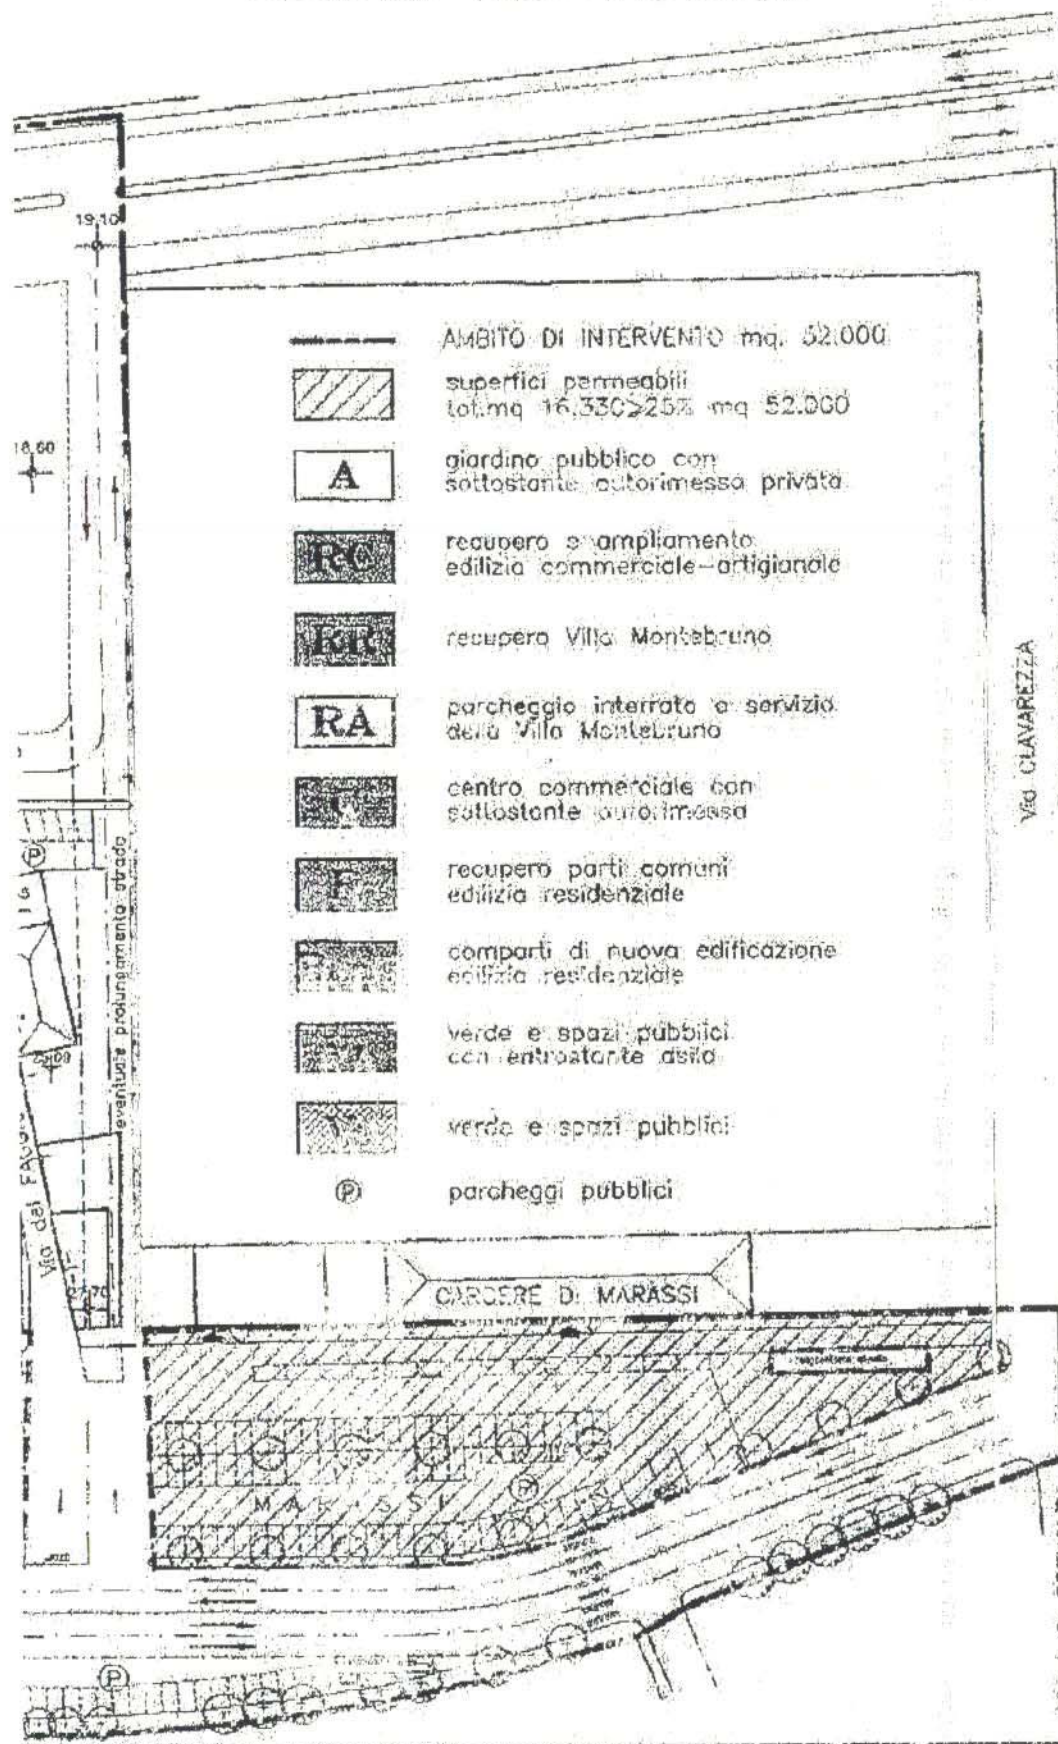 19.10
AMBITO DI INTERVENTO mq. 52.000
superfici permeabili
tot.mq 16.330>25% mq 52.000
18.60
A
giardino pubblico con
sottostante autorimessa privata
RC
recupero e ampliamento
edilizia commerciale-artigianale
RR
recupero Villa Montebruno
RA
parcheggio interrato a servizio
della Villa Montebruno
Via CLAVAREZZA
centro commerciale con
sottostante autorimessa
P
eventuale prolungamento strada
F
recupero parti comuni
edilizia residenziale
comparti di nuova edificazione
edilizia residenziale
verde e spazi pubblici
con entrostante asilo
verde e spazi pubblici
P
parcheggi pubblici
Via del FAGGIO
CARCERE DI MARASSI
P
MARASSI
P